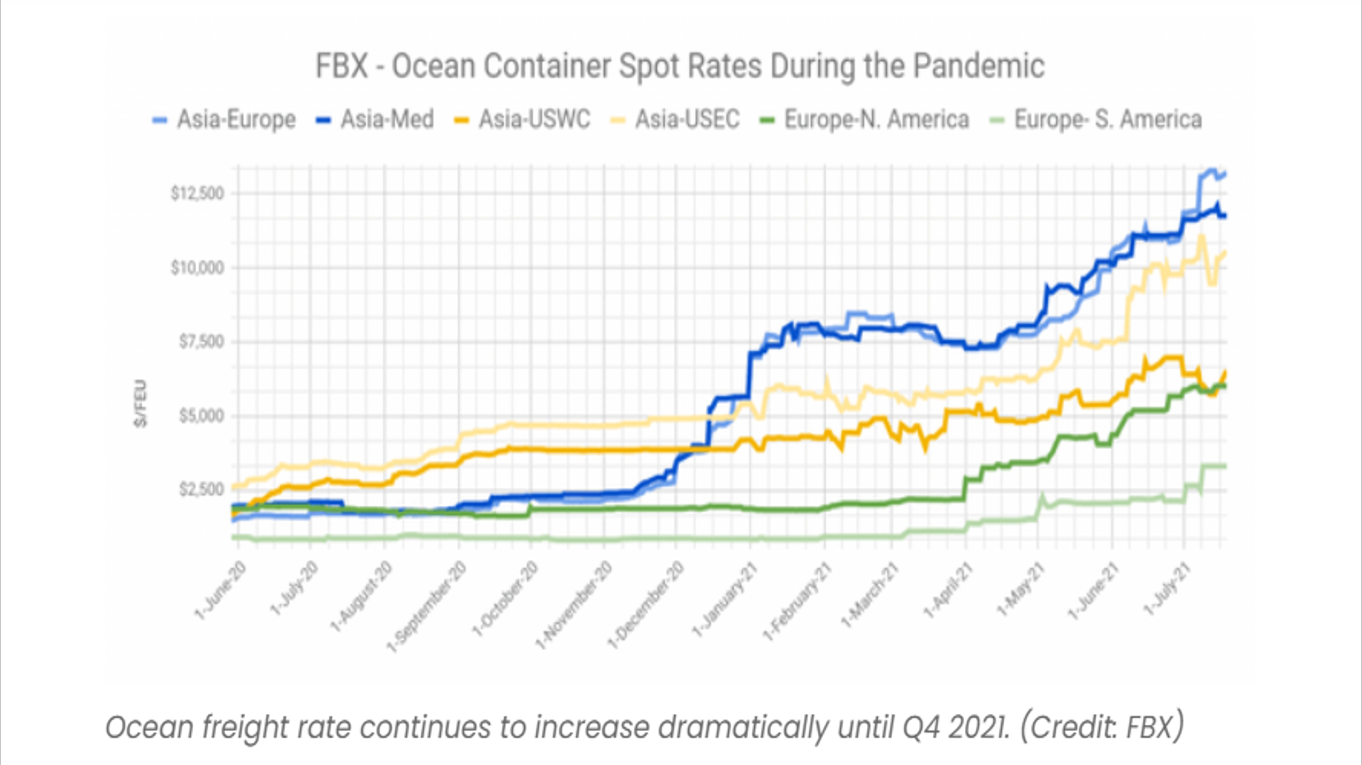 FBX - Ocean Container Spot Rates During the Pandemic
Asia-Europe Asia-Med Asia-USWC Asia-USEC Europe-N. America Europe- S. America
$12,500
$10,000
$7,500
$5,000
$2,500
$/FEU
1-June-20
1-July-20
1-August-20
1-September-20
1-October-20
1-November-20
1-December-20
1-January-21
1-February-21
1-March-21
1-April-21
1-May-21
1-June-21
1-July-21
Ocean freight rate continues to increase dramatically until Q4 2021. (Credit: FBX)